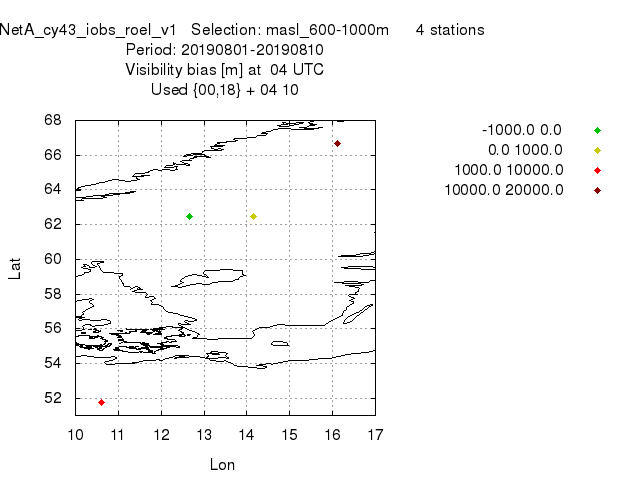 NetA_cy43_iobs_roel_v1 Selection: masl_600-1000m 4 stations
Period: 20190801-20190810
Visibility bias [m] at 04 UTC
Used {00,18} + 04 10
-1000.0 0.0
0.0 1000.0
1000.0 10000.0
10000.0 20000.0
68
66
64
62
60
58
56
54
52
Lat
10 11 12 13 14 15 16 17
Lon